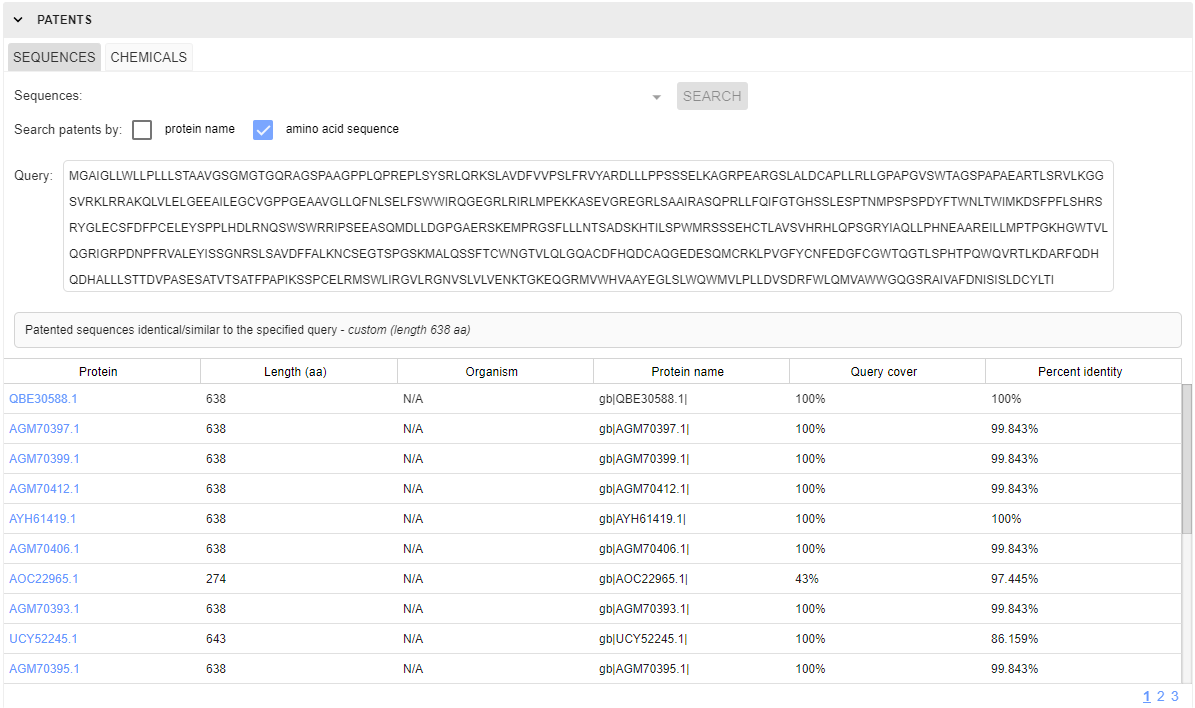 PATENTS
SEQUENCES CHEMICALS
Sequences: SEARCH
Search patents by: protein name amino acid sequence
Query: MGAIGLLWLLPLLLSTAAVGSGMGTGQRAGSPAAGPPLQPREPLSYSRLQRKSLAVDFVVPSLFRVYARDLLLPPSSSELKAGRPEARGSLALDCAPLLRLLGPAPGVSWTAGSPAPAEARTLSRVLKGG
SVRKLRRAKQLVLELGEEAILEGCVGPPGEAAVGLLQFNLSELFSWWIRQGEGRLRIRLMPEKKASEVGREGRLSAAIRASQPRLLFQIFGTGHSSLESPTNMPSPSPDYFTWNLTWIMKDSFPFLSHRS
RYGLECSFDFPCELEYSPPLHDLRNQSWSWRRIPSEEASQMDLLDGPGAERSKEMPRGSFLLLNTSADSKHTILSPWMRSSSEHCTLAVSVHRHLQPSGRYIAQLLPHNEAAREILLMPTPGKHGWTVL
QGRIGRPDNPFRVALEYISSGNRSLSAVDFFALKNCSEGTSPGSKMALQSSFTCWNGTVLQLGQACDFHQDCAQGEDESQMCRKLPVGFYCNFEDGFCGWTQGTLSPHTPQWQVRTLKDARFQDH
QDHALLLSTTDVPASESATVTSATFPAPIKSSPCELRMSWLIRGVLRGNVSLVLVENKTGKEQGRMVWHVAAYEGLSLWQWMVLPLLDVSDRFWLQMVAWWGQGSRAIVAFDNISISLDCYLTI
Patented sequences identical/similar to the specified query - custom (length 638 aa)
Protein Length (aa) Organism Protein name Query cover Percent identity
QBE30588.1 638 N/A gb|QBE30588.1| 100% 100%
AGM70397.1 638 N/A gb|AGM70397.1| 100% 99.843%
AGM70399.1 638 N/A gb|AGM70399.1| 100% 99.843%
AGM70412.1 638 N/A gb|AGM70412.1| 100% 99.843%
AYH61419.1 638 N/A gb|AYH61419.1| 100% 100%
AGM70406.1 638 N/A gb|AGM70406.1| 100% 99.843%
AOC22965.1 274 N/A gb|AOC22965.1| 43% 97.445%
AGM70393.1 638 N/A gb|AGM70393.1| 100% 99.843%
UCY52245.1 643 N/A gb|UCY52245.1| 100% 86.159%
AGM70395.1 638 N/A gb|AGM70395.1| 100% 99.843%
1 2 3